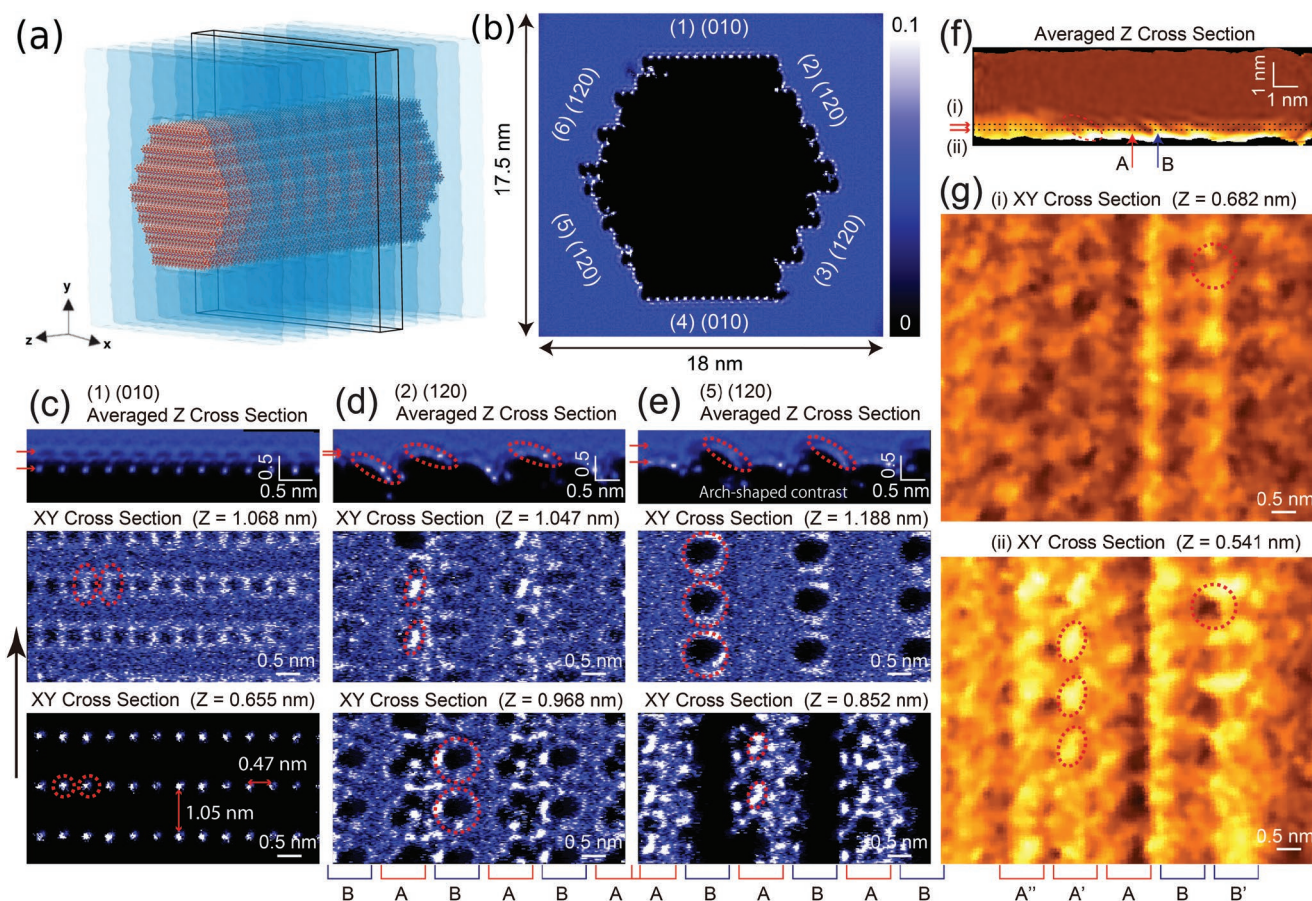 (a)
y
z
x
(b)
17.5 nm
(1) (010)
(2) (120)
(3) (120)
(4) (010)
(5) (120)
(6) (120)
18 nm
0.1
0
(c)
(1) (010)
Averaged Z Cross Section
0.5
0.5 nm
XY Cross Section (Z = 1.068 nm)
0.5 nm
XY Cross Section (Z = 0.655 nm)
0.47 nm
1.05 nm
0.5 nm
(d)
(2) (120)
Averaged Z Cross Section
0.5
0.5 nm
XY Cross Section (Z = 1.047 nm)
0.5 nm
XY Cross Section (Z = 0.968 nm)
0.5 nm
B A B A B A
(e)
(5) (120)
Averaged Z Cross Section
0.5
0.5 nm
Arch-shaped contrast
XY Cross Section (Z = 1.188 nm)
0.5 nm
XY Cross Section (Z = 0.852 nm)
0.5 nm
A B A B A B
(f)
Averaged Z Cross Section
1 nm
1 nm
(i)
(ii)
A B
(g)
(i) XY Cross Section (Z = 0.682 nm)
0.5 nm
(ii) XY Cross Section (Z = 0.541 nm)
0.5 nm
A'' A' A B B'